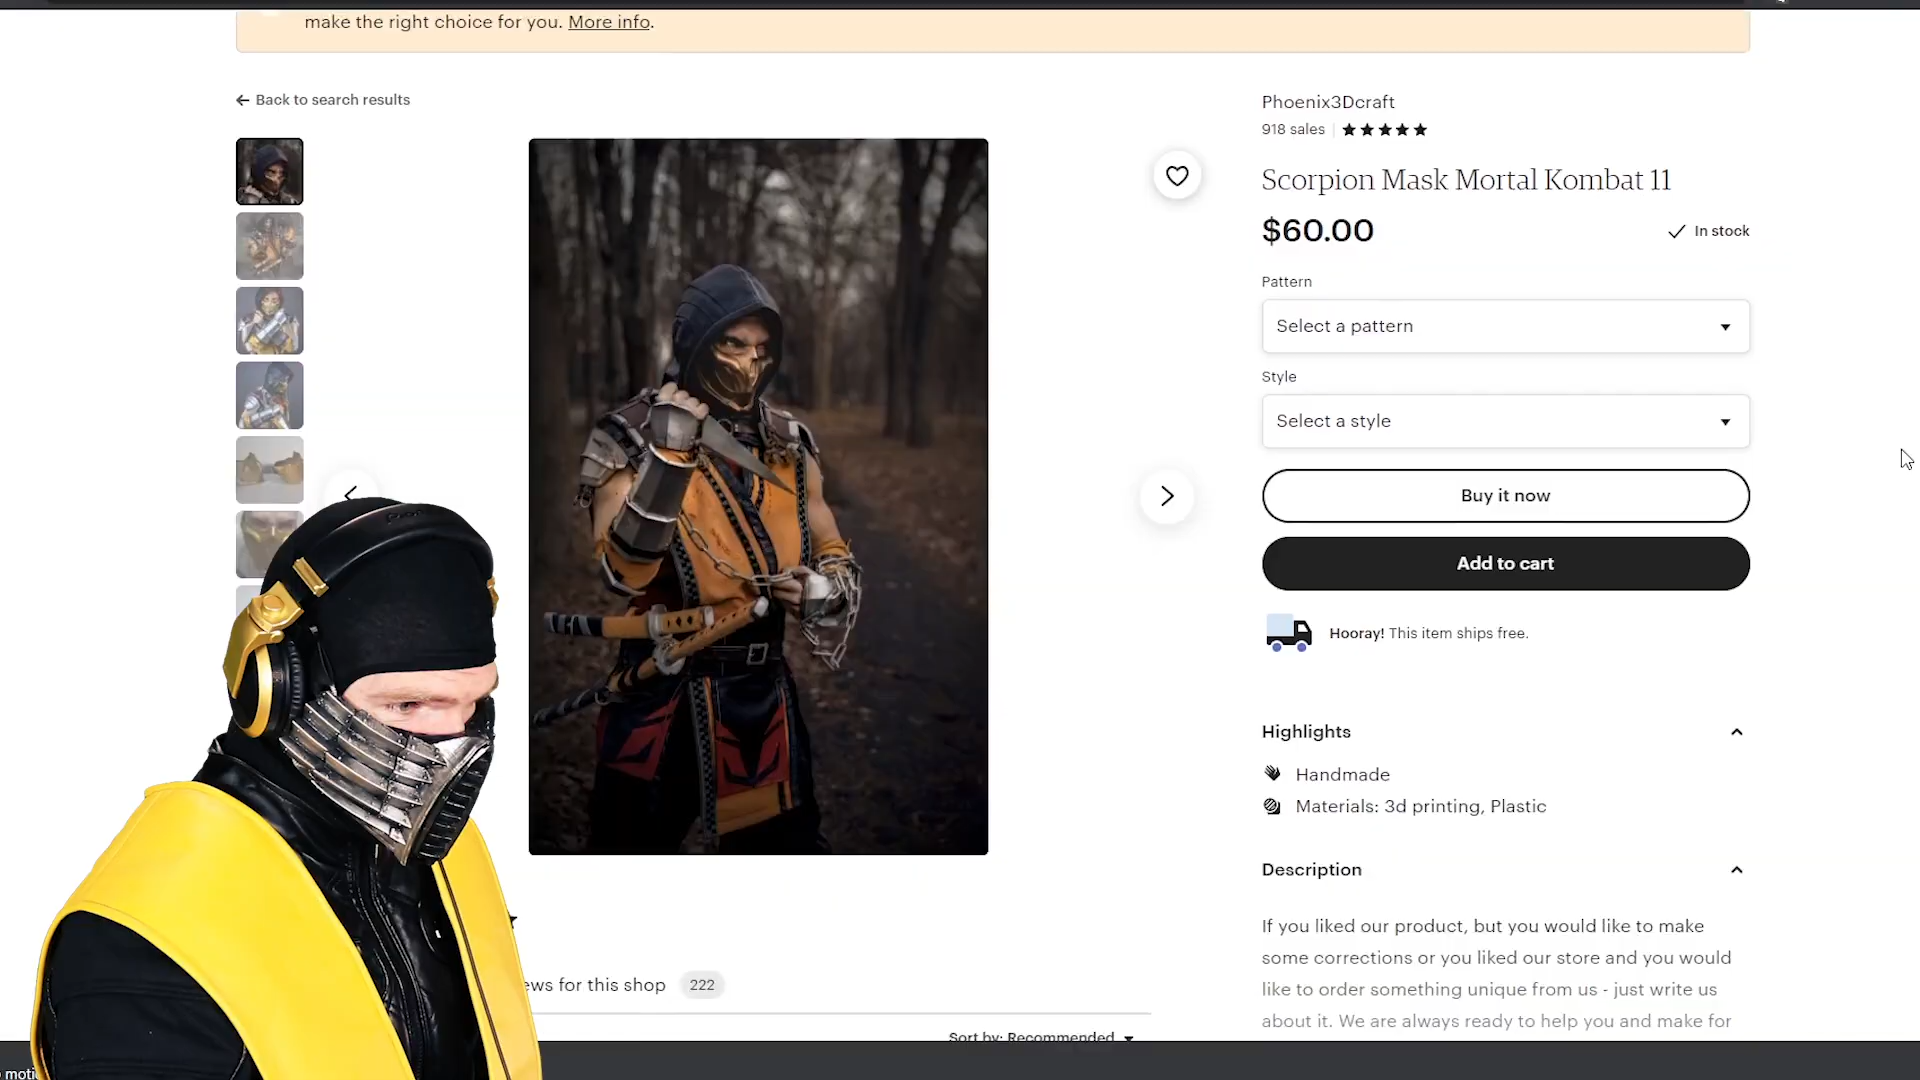 make the right choice for you. More info.
Back to search results
Phoenix3Dcraft
918 sales
Scorpion Mask Mortal Kombat 11
$60.00
In stock
Pattern
Select a pattern
Style
Select a style
Buy it now
Add to cart
Hooray! This item ships free.
Highlights
Handmade
Materials: 3d printing, Plastic
Description
If you liked our product, but you would like to make
some corrections or you liked our store and you would
like to order something unique from us - just write us
about it. We are always ready to help you and make for
ews for this shop 222
Sort by: Recommended